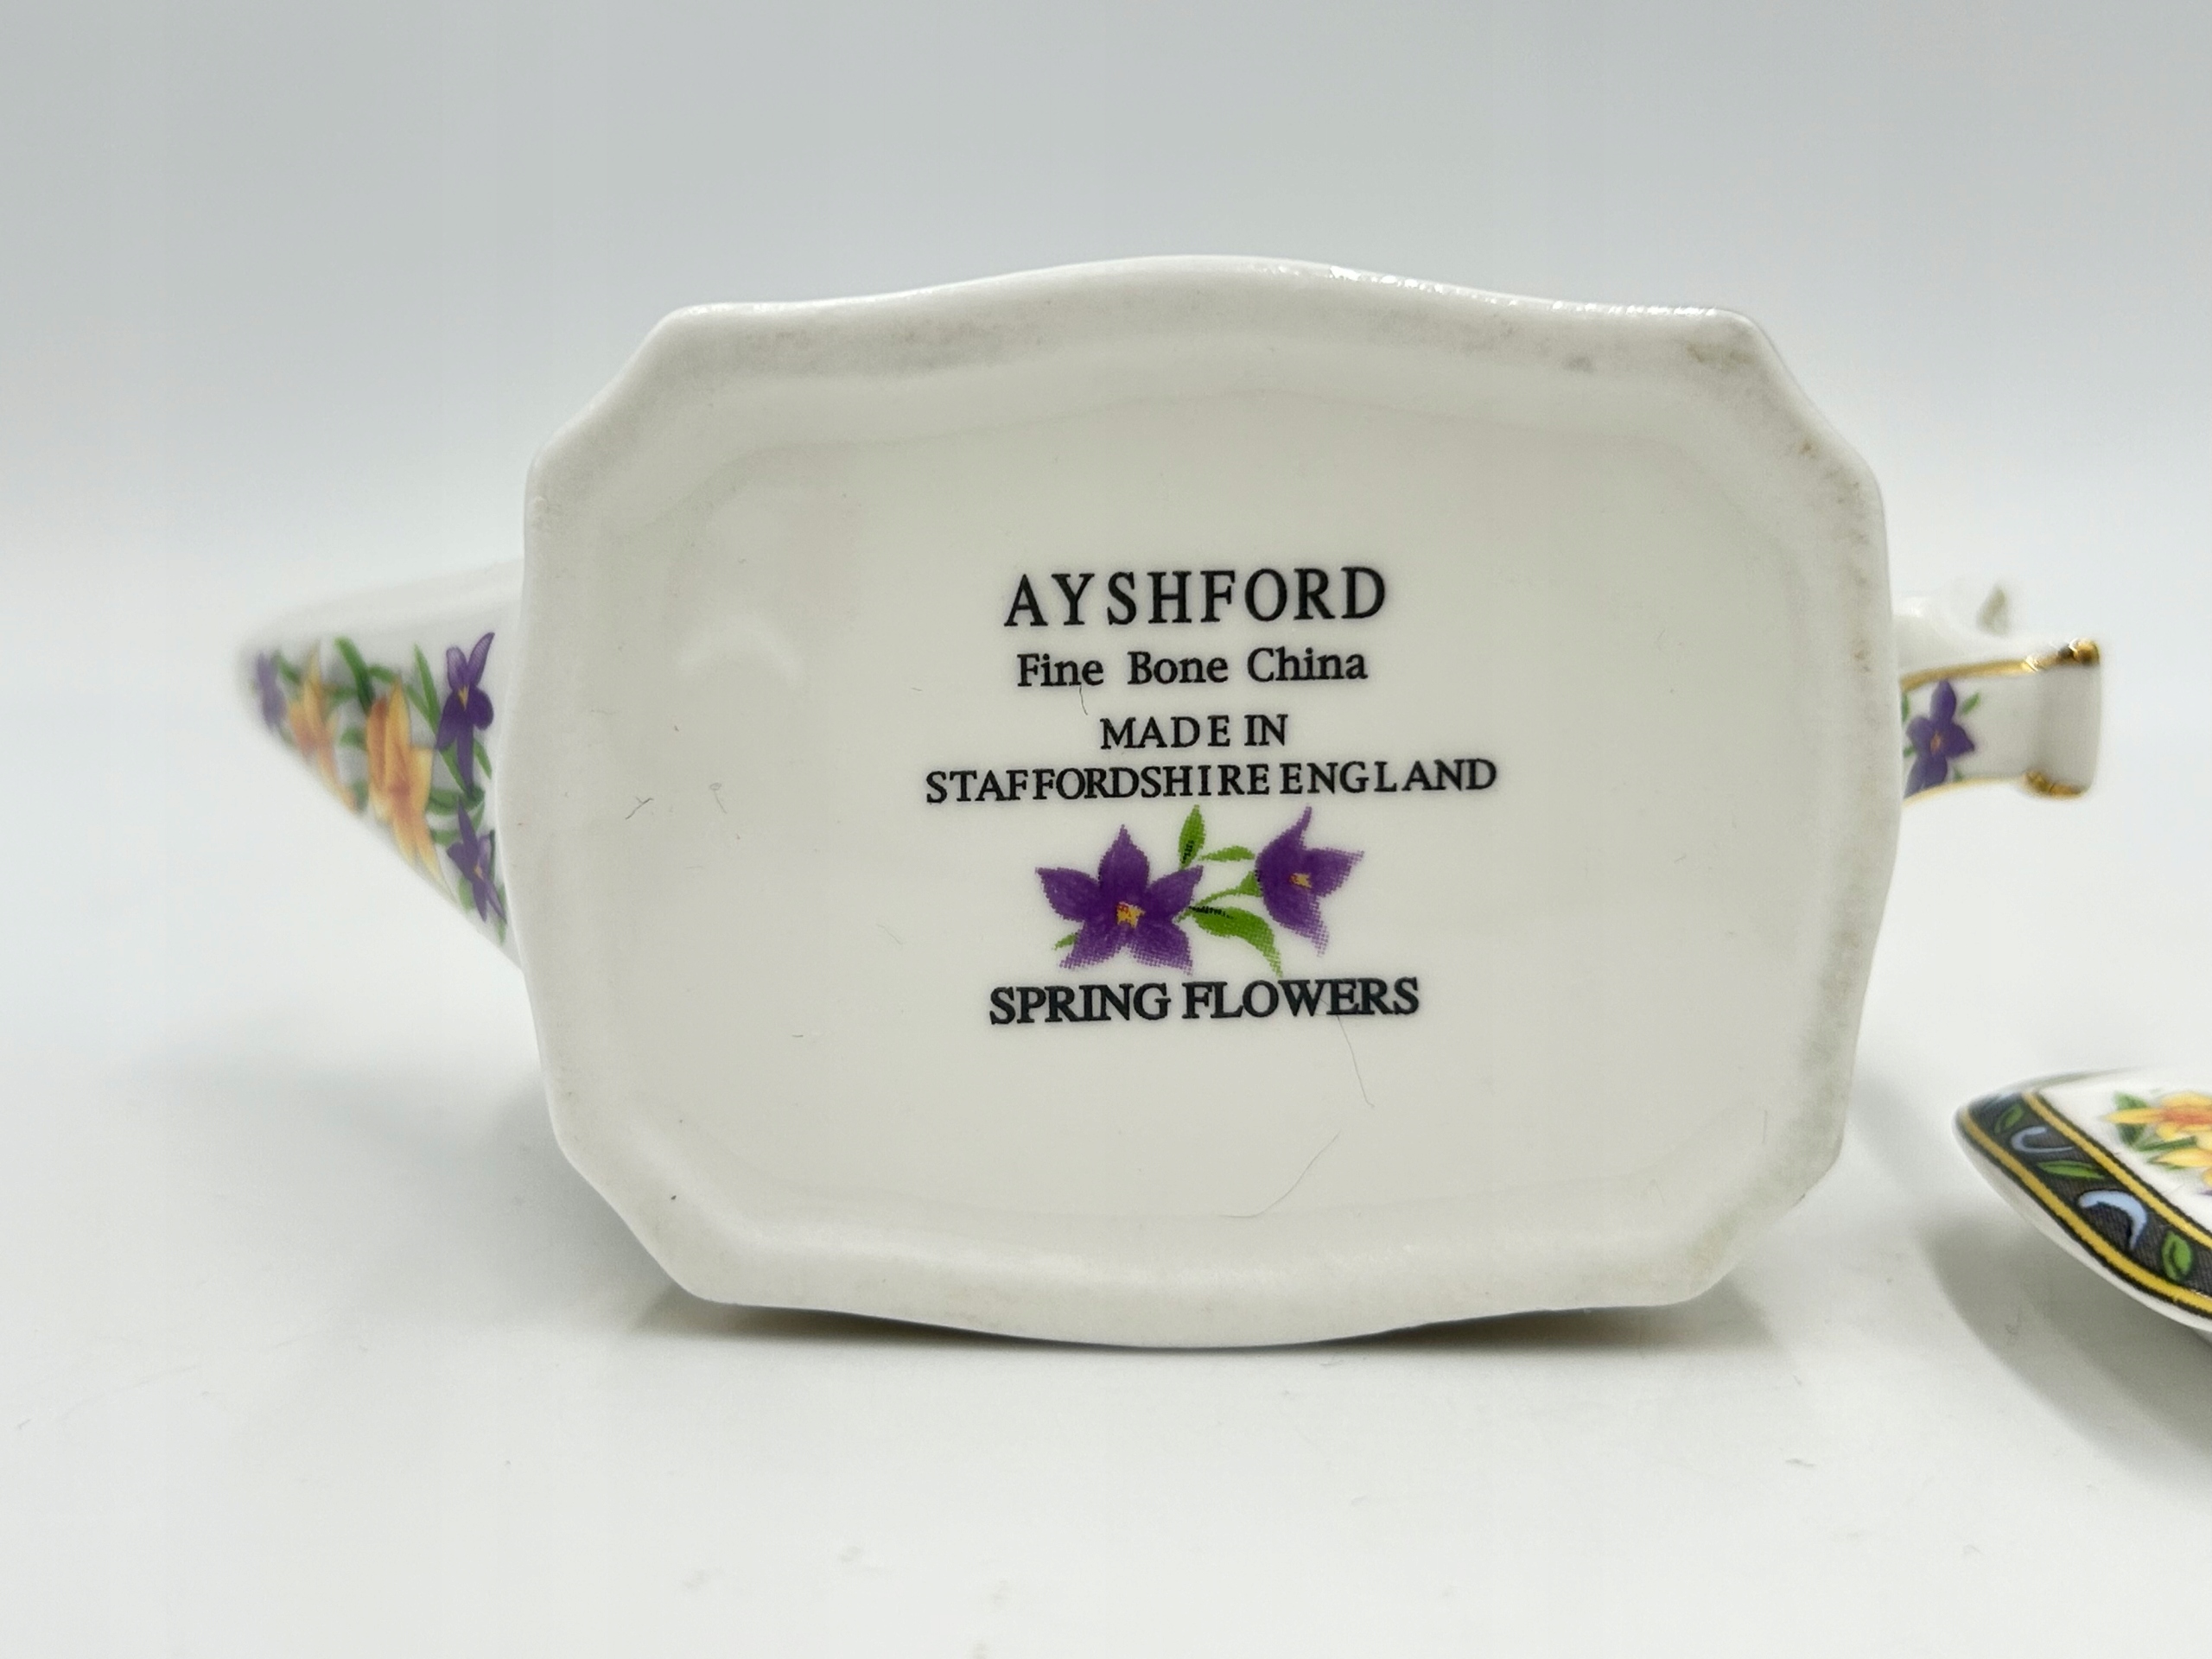 AYSHFORD
Fine Bone China
MADE IN
STAFFORDSHIRE ENGLAND
SPRING FLOWERS